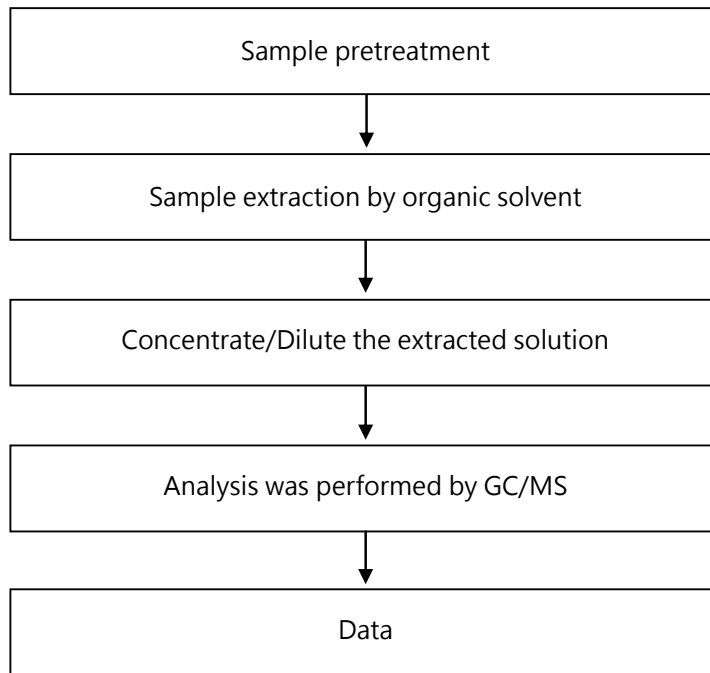 Sample pretreatment
Sample extraction by organic solvent
Concentrate/Dilute the extracted solution
Analysis was performed by GC/MS
Data